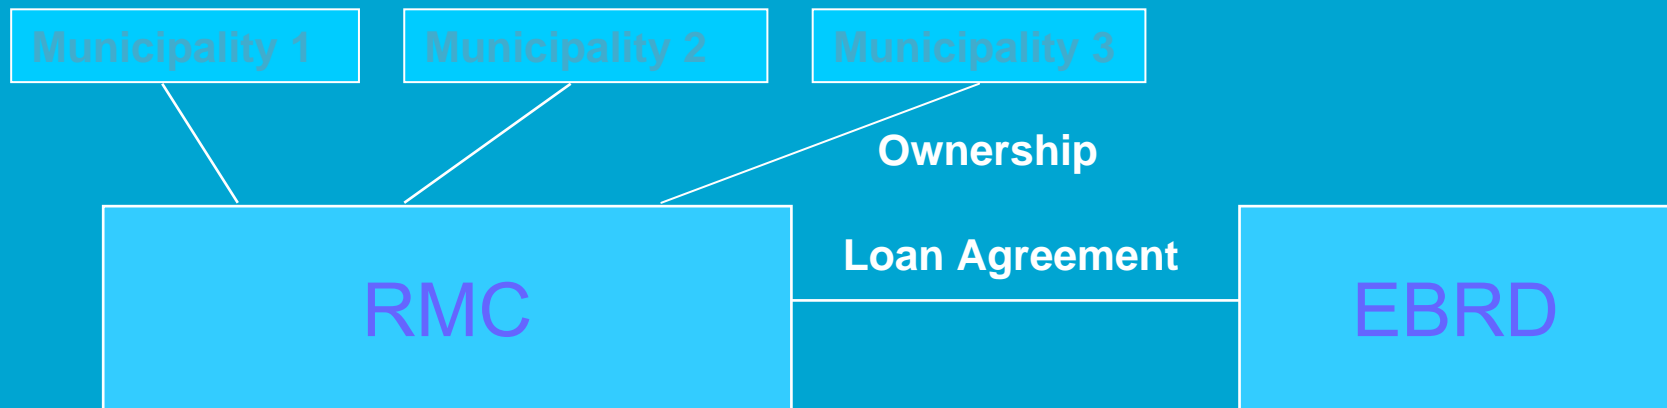 Municipality 1
Municipality 2
Municipality 3
Ownership
Loan Agreement
RMC
EBRD